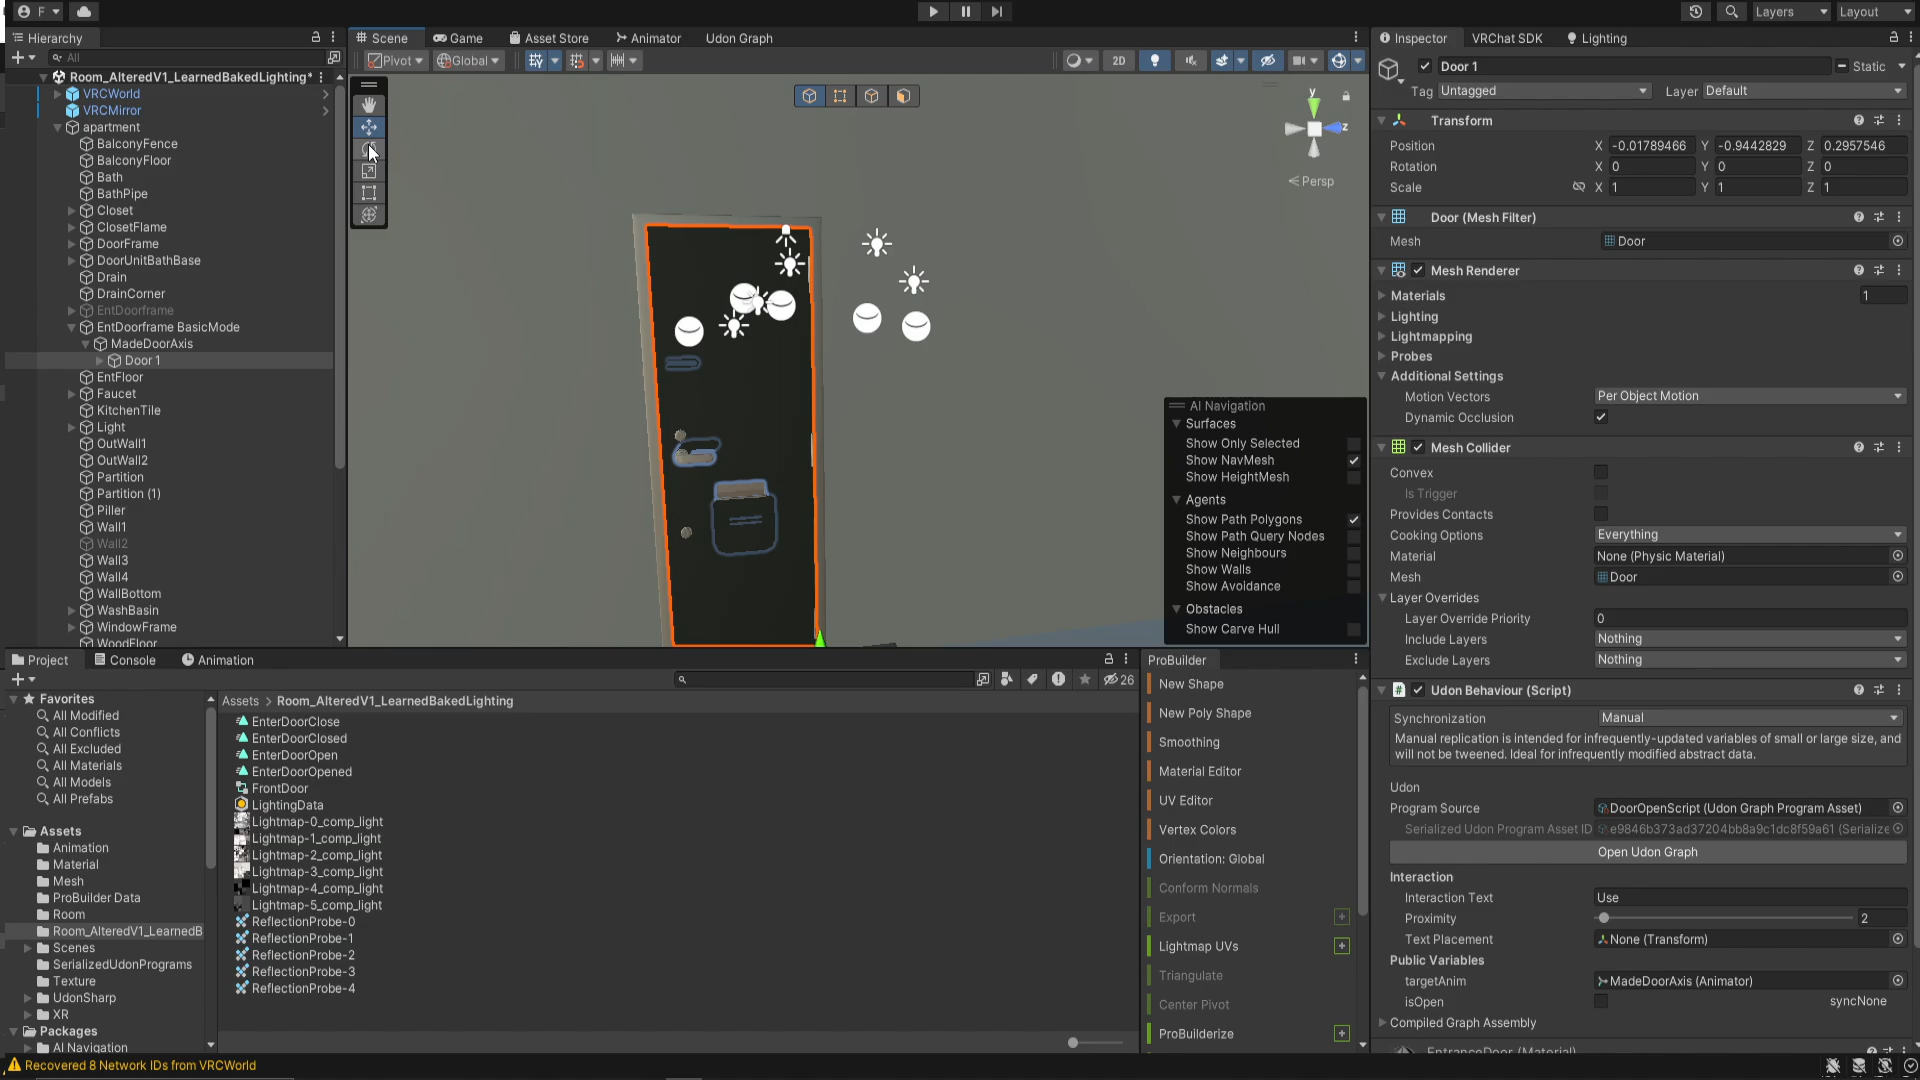 F
Layers
Layout
Hierarchy
All
Room_AlteredV1_LearnedBakedLighting*
VRCWorld
VRCMirror
apartment
BalconyFence
BalconyFloor
Bath
BathPipe
Closet
ClosetFlame
DoorFrame
DoorUnitBathBase
Drain
DrainCorner
EntDoorframe
EntDoorframe BasicMode
MadeDoorAxis
Door 1
EntFloor
Faucet
KitchenTile
Light
OutWall1
OutWall2
Partition
Partition (1)
Piller
Wall1
Wall2
Wall3
Wall4
WallBottom
WashBasin
WindowFrame
WoodFloor
Scene
Game
Asset Store
Animator
Udon Graph
Pivot
Global
2D
y
z
Persp
AI Navigation
Surfaces
Show Only Selected
Show NavMesh
Show HeightMesh
Agents
Show Path Polygons
Show Path Query Nodes
Show Neighbours
Show Walls
Show Avoidance
Obstacles
Show Carve Hull
Inspector
VRChat SDK
Lighting
Door 1
Static
Tag Untagged Layer Default
Transform
Position X -0.01789466 Y -0.9442829 Z 0.2957546
Rotation X 0 Y 0 Z 0
Scale X 1 Y 1 Z 1
Door (Mesh Filter)
Mesh Door
Mesh Renderer
Materials 1
Lighting
Lightmapping
Probes
Additional Settings
Motion Vectors Per Object Motion
Dynamic Occlusion
Mesh Collider
Convex
Is Trigger
Provides Contacts
Cooking Options Everything
Material None (Physic Material)
Mesh Door
Layer Overrides
Layer Override Priority 0
Include Layers Nothing
Exclude Layers Nothing
Udon Behaviour (Script)
Synchronization Manual
Manual replication is intended for infrequently-updated variables of small or large size, and
will not be tweened. Ideal for infrequently modified abstract data.
Udon
Program Source DoorOpenScript (Udon Graph Program Asset)
Serialized Udon Program Asset ID e9846b373ad37204bb8a9c1dc8f59a61 (Serialize
Open Udon Graph
Interaction
Interaction Text Use
Proximity 2
Text Placement None (Transform)
Public Variables
targetAnim MadeDoorAxis (Animator)
isOpen syncNone
Compiled Graph Assembly
EntranceDoor (Material)
Project
Console
Animation
26
Favorites
All Modified
All Conflicts
All Excluded
All Materials
All Models
All Prefabs
Assets
Animation
Material
Mesh
ProBuilder Data
Room
Room_AlteredV1_LearnedB
Scenes
SerializedUdonPrograms
Texture
UdonSharp
XR
Packages
AI Navigation
Assets > Room_AlteredV1_LearnedBakedLighting
EnterDoorClose
EnterDoorClosed
EnterDoorOpen
EnterDoorOpened
FrontDoor
LightingData
Lightmap-0_comp_light
Lightmap-1_comp_light
Lightmap-2_comp_light
Lightmap-3_comp_light
Lightmap-4_comp_light
Lightmap-5_comp_light
ReflectionProbe-0
ReflectionProbe-1
ReflectionProbe-2
ReflectionProbe-3
ReflectionProbe-4
ProBuilder
New Shape
New Poly Shape
Smoothing
Material Editor
UV Editor
Vertex Colors
Orientation: Global
Conform Normals
Export
Lightmap UVs
Triangulate
Center Pivot
ProBuilderize
Recovered 8 Network IDs from VRCWorld